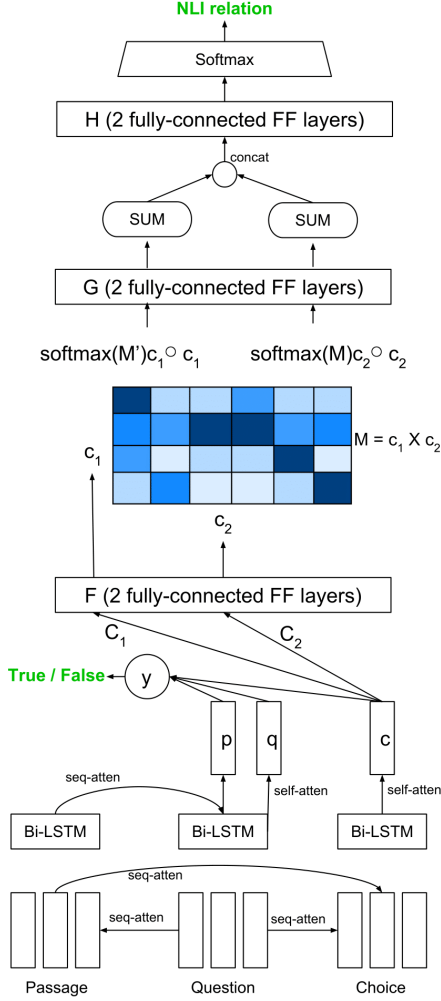 NLI relation
Softmax
H (2 fully-connected FF layers)
concat
SUM
SUM
G (2 fully-connected FF layers)
softmax(M')c₁○ c₁
softmax(M)c₂○ c₂
M = c₁ X c₂
c₁
c₂
F (2 fully-connected FF layers)
C₁
C₂
True / False
y
p
q
c
seq-atten
self-atten
self-atten
Bi-LSTM
Bi-LSTM
Bi-LSTM
seq-atten
seq-atten
seq-atten
Passage
Question
Choice